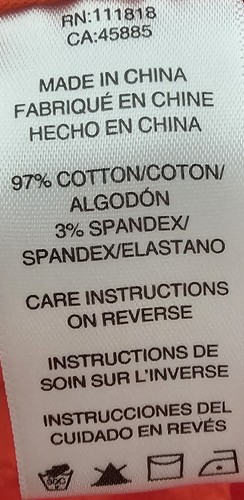 RN:111818
CA:45885
MADE IN CHINA
FABRIQUÉ EN CHINE
HECHO EN CHINA
97% COTTON/COTON/
ALGODÓN
3% SPANDEX/
SPANDEX/ELASTANO
CARE INSTRUCTIONS
ON REVERSE
INSTRUCTIONS DE
SOIN SUR L'INVERSE
INSTRUCCIONES DEL
CUIDADO EN REVÉS